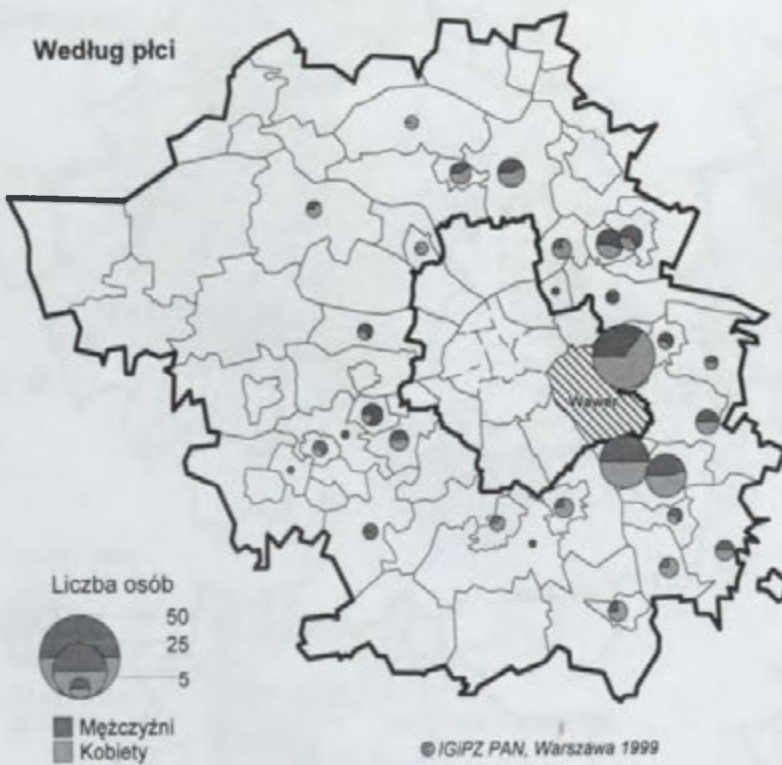 Według płci
Wawer
Liczba osób
50
25
5
Mężczyźni
Kobiety
© IGiPZ PAN, Warszawa 1999